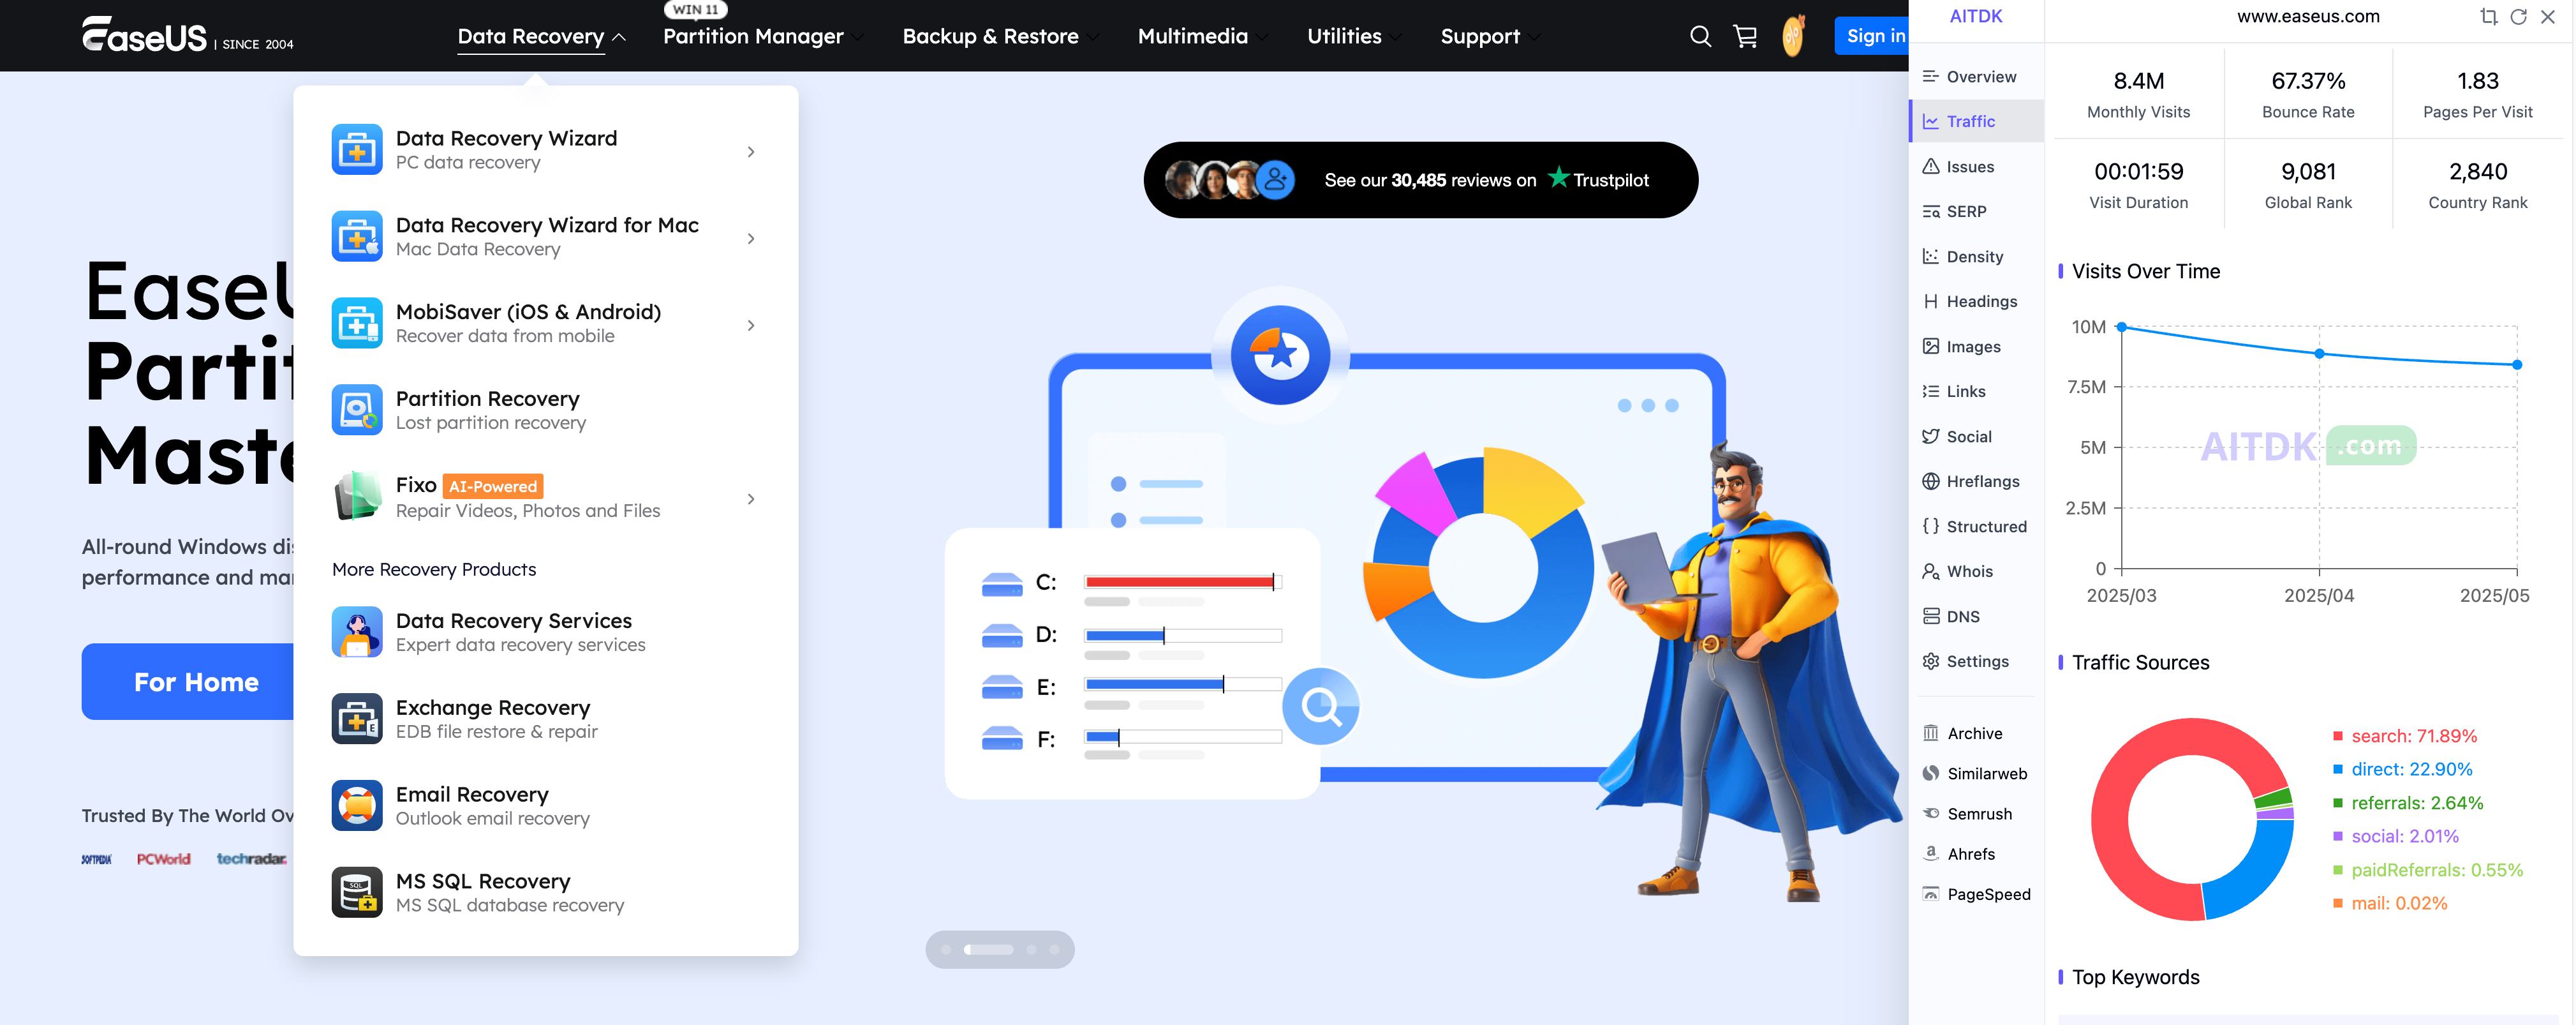 EaseUS | SINCE 2004
Data Recovery
WIN 11
Partition Manager
Backup & Restore
Multimedia
Utilities
Support
Sign in
Data Recovery Wizard
PC data recovery
Data Recovery Wizard for Mac
Mac Data Recovery
MobiSaver (iOS & Android)
Recover data from mobile
Partition Recovery
Lost partition recovery
Fixo AI-Powered
Repair Videos, Photos and Files
More Recovery Products
Data Recovery Services
Expert data recovery services
Exchange Recovery
EDB file restore & repair
Email Recovery
Outlook email recovery
SQL
MS SQL Recovery
MS SQL database recovery
Partit
Maste
All-round Windows dis
performance and mar
For Home
Trusted By The World Ov
SOFTPEDIA PCWorld techradar
See our 30,485 reviews on Trustpilot
C:
D:
E:
F:
AITDK
Overview
Traffic
Issues
SERP
Density
Headings
Images
Links
Social
Hreflangs
Structured
Whois
DNS
Settings
Archive
Similarweb
Semrush
Ahrefs
PageSpeed
www.easeus.com
8.4M
Monthly Visits
67.37%
Bounce Rate
1.83
Pages Per Visit
00:01:59
Visit Duration
9,081
Global Rank
2,840
Country Rank
Visits Over Time
10M
7.5M
5M
2.5M
0
2025/03
2025/04
2025/05
AITDK .com
Traffic Sources
search: 71.89%
direct: 22.90%
referrals: 2.64%
social: 2.01%
paidReferrals: 0.55%
mail: 0.02%
Top Keywords